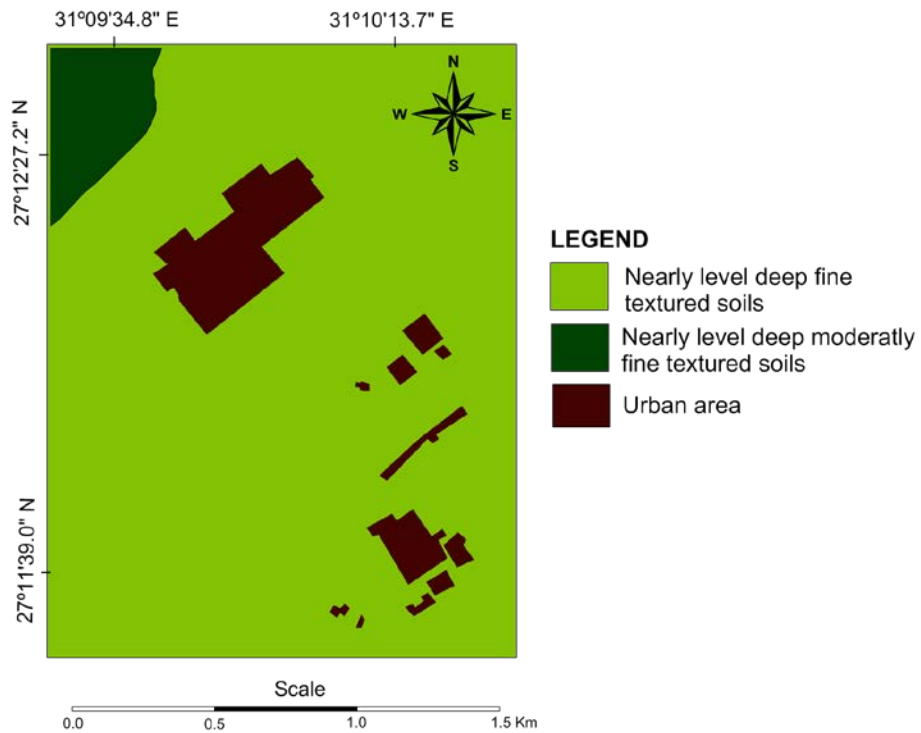 31°09'34.8" E
31°10'13.7" E
27°12'27.2" N
27°11'39.0" N
N
W
E
S
LEGEND
Nearly level deep fine
textured soils
Nearly level deep moderatly
fine textured soils
Urban area
Scale
0.0
0.5
1.0
1.5 Km